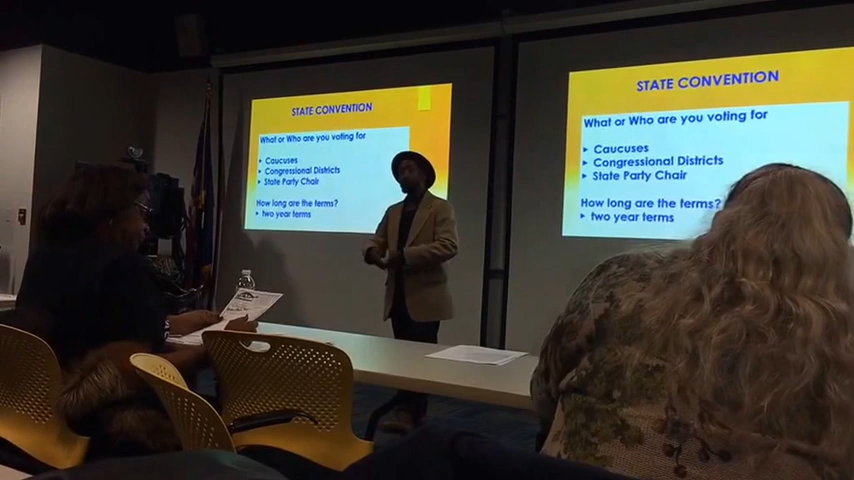 STATE CONVENTION
What or Who are you voting for
Caucuses
Congressional Districts
State Party Chair
How long are the terms?
two year terms
STATE CONVENTION
What or Who are you voting for
Caucuses
Congressional Districts
State Party Chair
How long are the terms?
two year terms